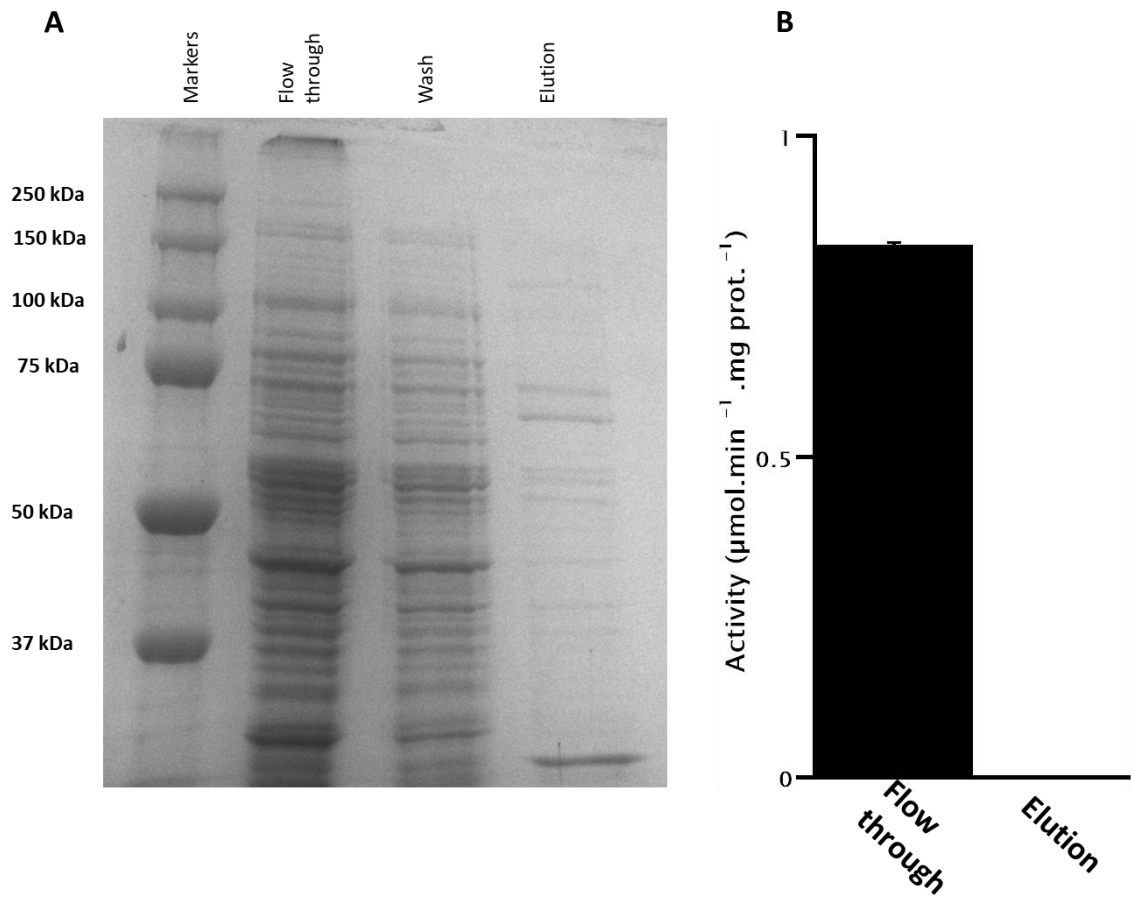 A
B
Markers
Flow
through
Wash
Elution
250 kDa
150 kDa
100 kDa
75 kDa
50 kDa
37 kDa
Activity (µmol.min ⁻¹ .mg prot. ⁻¹)
1
0.5
0
Flow
through
Elution